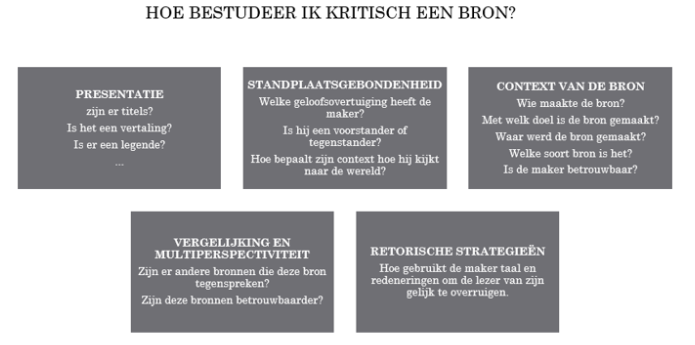 HOE BESTUDEER IK KRITISCH EEN BRON?
PRESENTATIE
zijn er titels?
Is het een vertaling?
Is er een legende?
...
STANDPLAATSGEBONDENHEID
Welke geloofsovertuiging heeft de
maker?
Is hij een voorstander of
tegenstander?
Hoe bepaalt zijn context hoe hij kijkt
naar de wereld?
CONTEXT VAN DE BRON
Wie maakte de bron?
Met welk doel is de bron gemaakt?
Waar werd de bron gemaakt?
Welke soort bron is het?
Is de maker betrouwbaar?
VERGELIJKING EN
MULTIPERSPECTIVITEIT
Zijn er andere bronnen die deze bron
tegenspreken?
Zijn deze bronnen betrouwbaarder?
RETORISCHE STRATEGIEËN
Hoe gebruikt de maker taal en
redeneringen om de lezer van zijn
gelijk te overruigen.